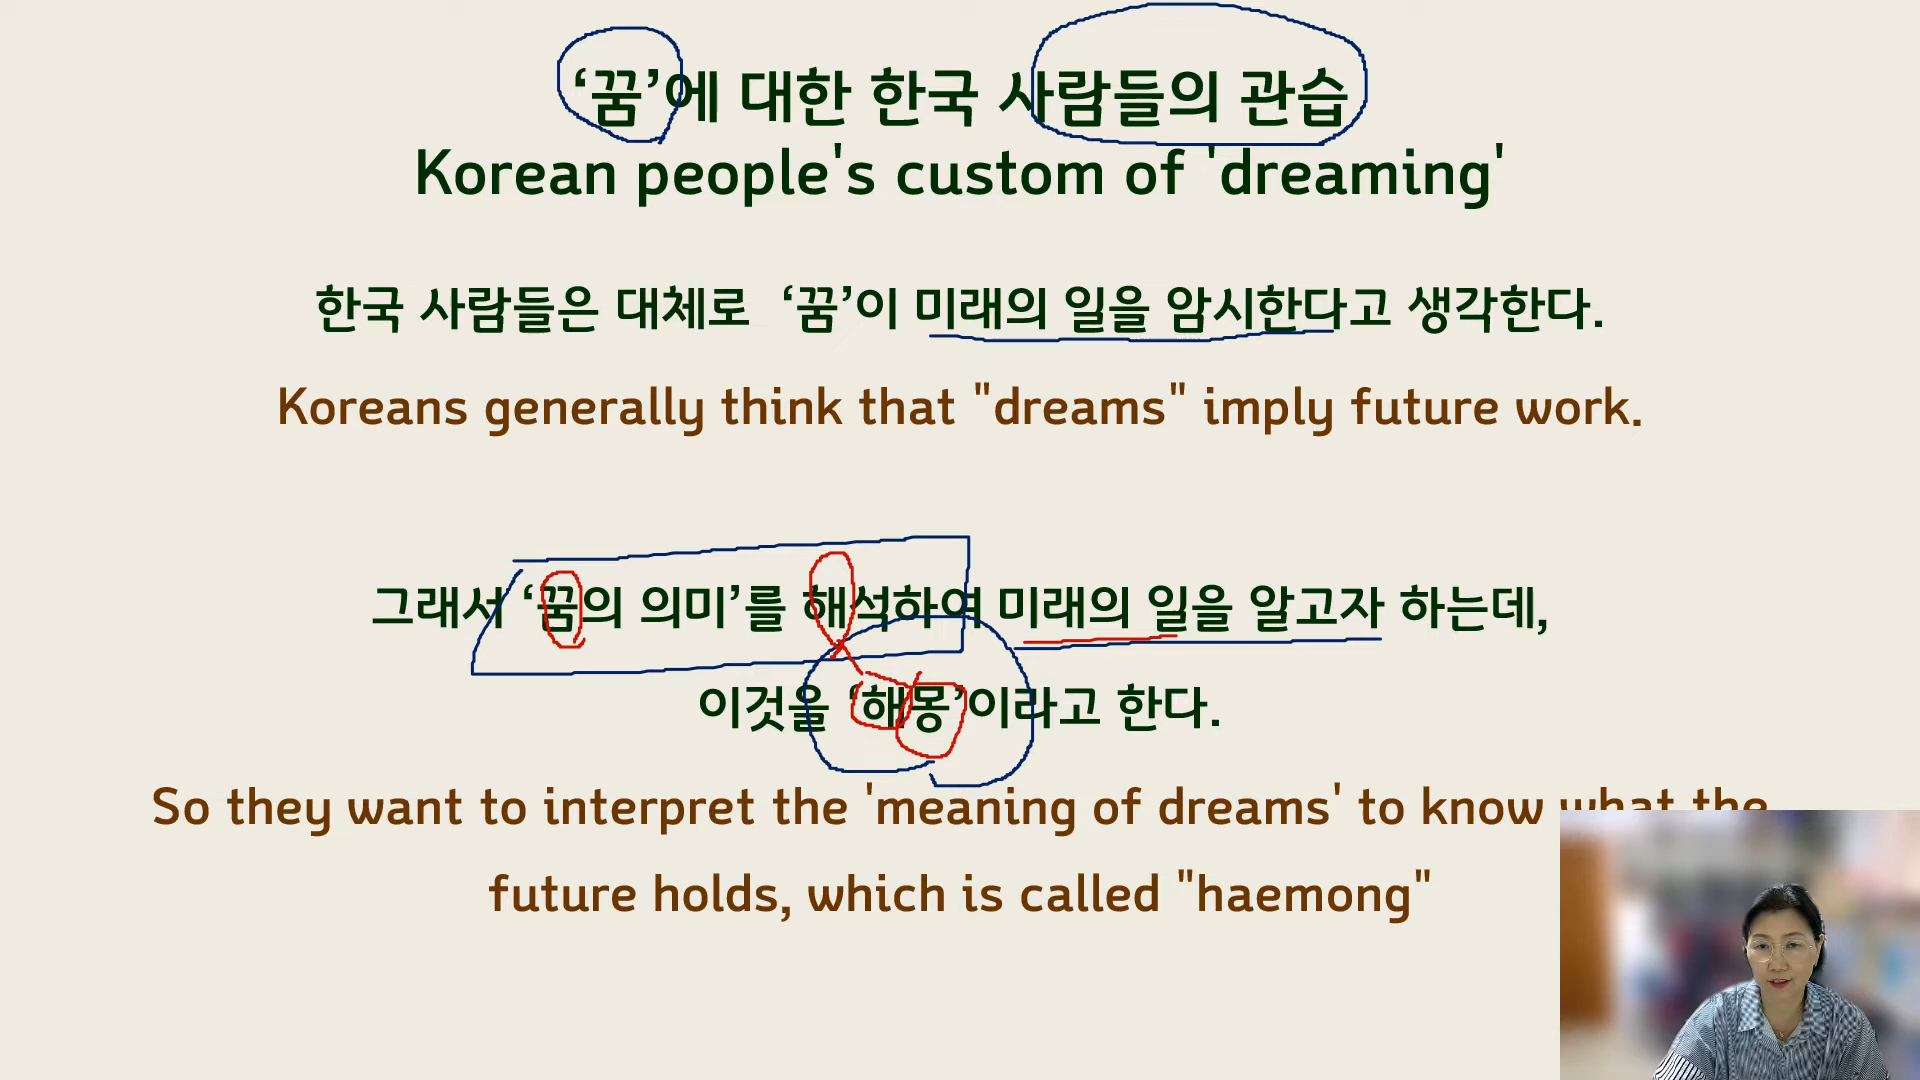 ‘꿈’에 대한 한국 사람들의 관습
Korean people's custom of 'dreaming'
한국 사람들은 대체로 ‘꿈’이 미래의 일을 암시한다고 생각한다.
Koreans generally think that "dreams" imply future work.
그래서 ‘꿈의 의미’를 해석하여 미래의 일을 알고자 하는데,
이것을 ‘해몽’이라고 한다.
So they want to interpret the 'meaning of dreams' to know what the
future holds, which is called "haemong"